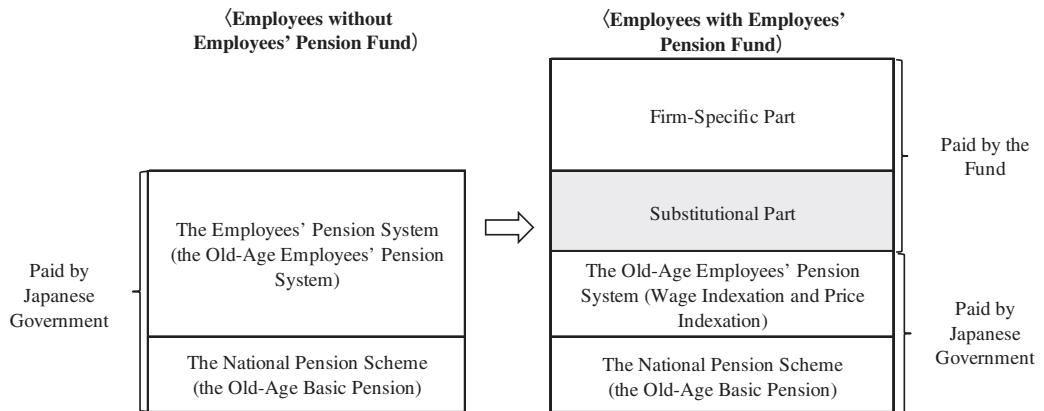 〈Employees without
Employees' Pension Fund〉
Paid by
Japanese
Government
The Employees' Pension System
(the Old-Age Employees' Pension
System)
The National Pension Scheme
(the Old-Age Basic Pension)
〈Employees with Employees'
Pension Fund〉
Firm-Specific Part
Substitutional Part
The Old-Age Employees' Pension
System (Wage Indexation and Price
Indexation)
The National Pension Scheme
(the Old-Age Basic Pension)
Paid by the
Fund
Paid by
Japanese
Government